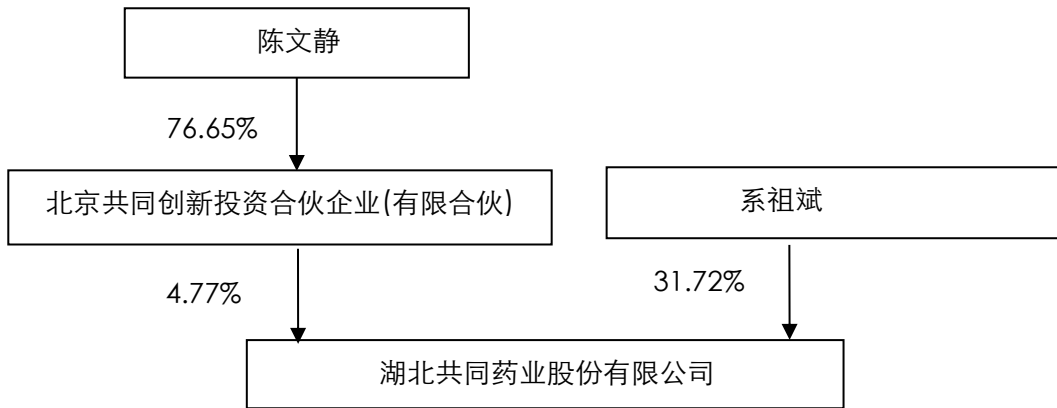 陈文静
76.65%
北京共同创新投资合伙企业(有限合伙)
系祖斌
4.77%
31.72%
湖北共同药业股份有限公司